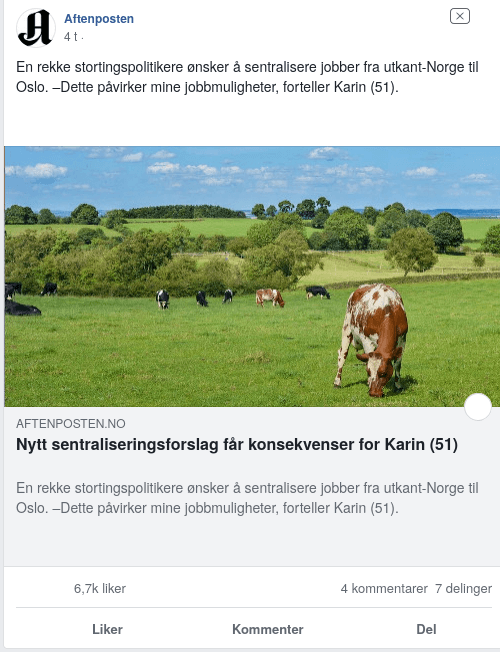 Aftenposten
4 t ·
En rekke stortingspolitikere ønsker å sentralisere jobber fra utkant-Norge til
Oslo. –Dette påvirker mine jobbmuligheter, forteller Karin (51).
AFTENPOSTEN.NO
Nytt sentraliseringsforslag får konsekvenser for Karin (51)
En rekke stortingspolitikere ønsker å sentralisere jobber fra utkant-Norge til
Oslo. –Dette påvirker mine jobbmuligheter, forteller Karin (51).
6,7k liker 4 kommentarer 7 delinger
Liker Kommenter Del